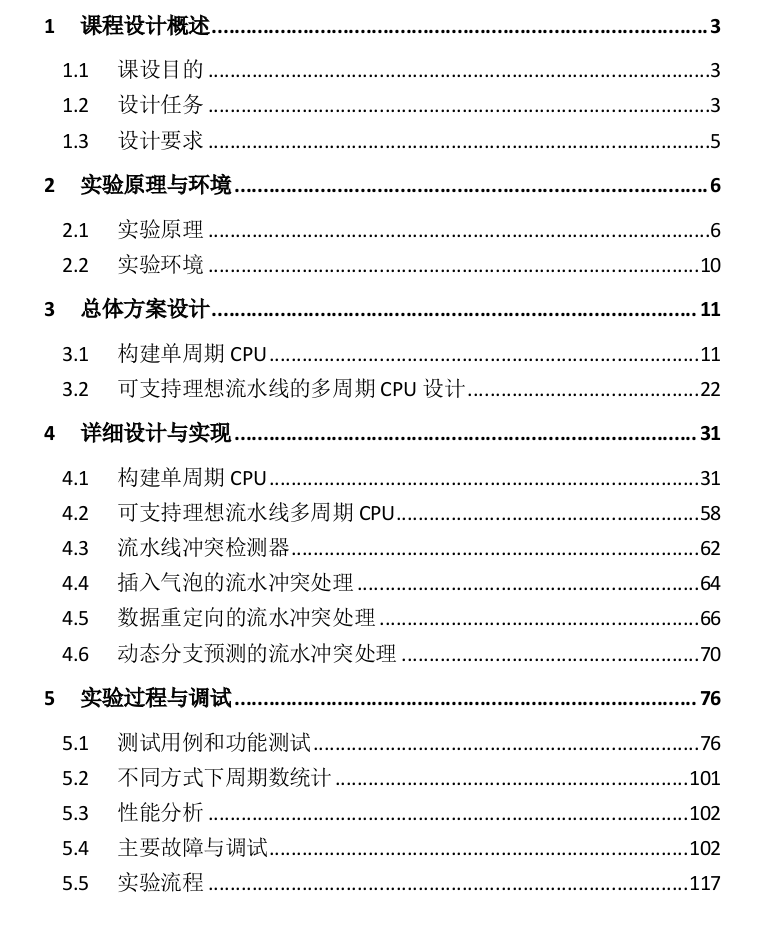 1 课程设计概述........................................3
1.1 课设目的........................................3
1.2 设计任务........................................3
1.3 设计要求........................................5
2 实验原理与环境........................................6
2.1 实验原理........................................6
2.2 实验环境........................................10
3 总体方案设计........................................11
3.1 构建单周期 CPU........................................11
3.2 可支持理想流水线的多周期 CPU 设计........................................22
4 详细设计与实现........................................31
4.1 构建单周期 CPU........................................31
4.2 可支持理想流水线多周期 CPU........................................58
4.3 流水线冲突检测器........................................62
4.4 插入气泡的流水冲突处理........................................64
4.5 数据重定向的流水冲突处理........................................66
4.6 动态分支预测的流水冲突处理........................................70
5 实验过程与调试........................................76
5.1 测试用例和功能测试........................................76
5.2 不同方式下周期数统计........................................101
5.3 性能分析........................................102
5.4 主要故障与调试........................................102
5.5 实验流程........................................117